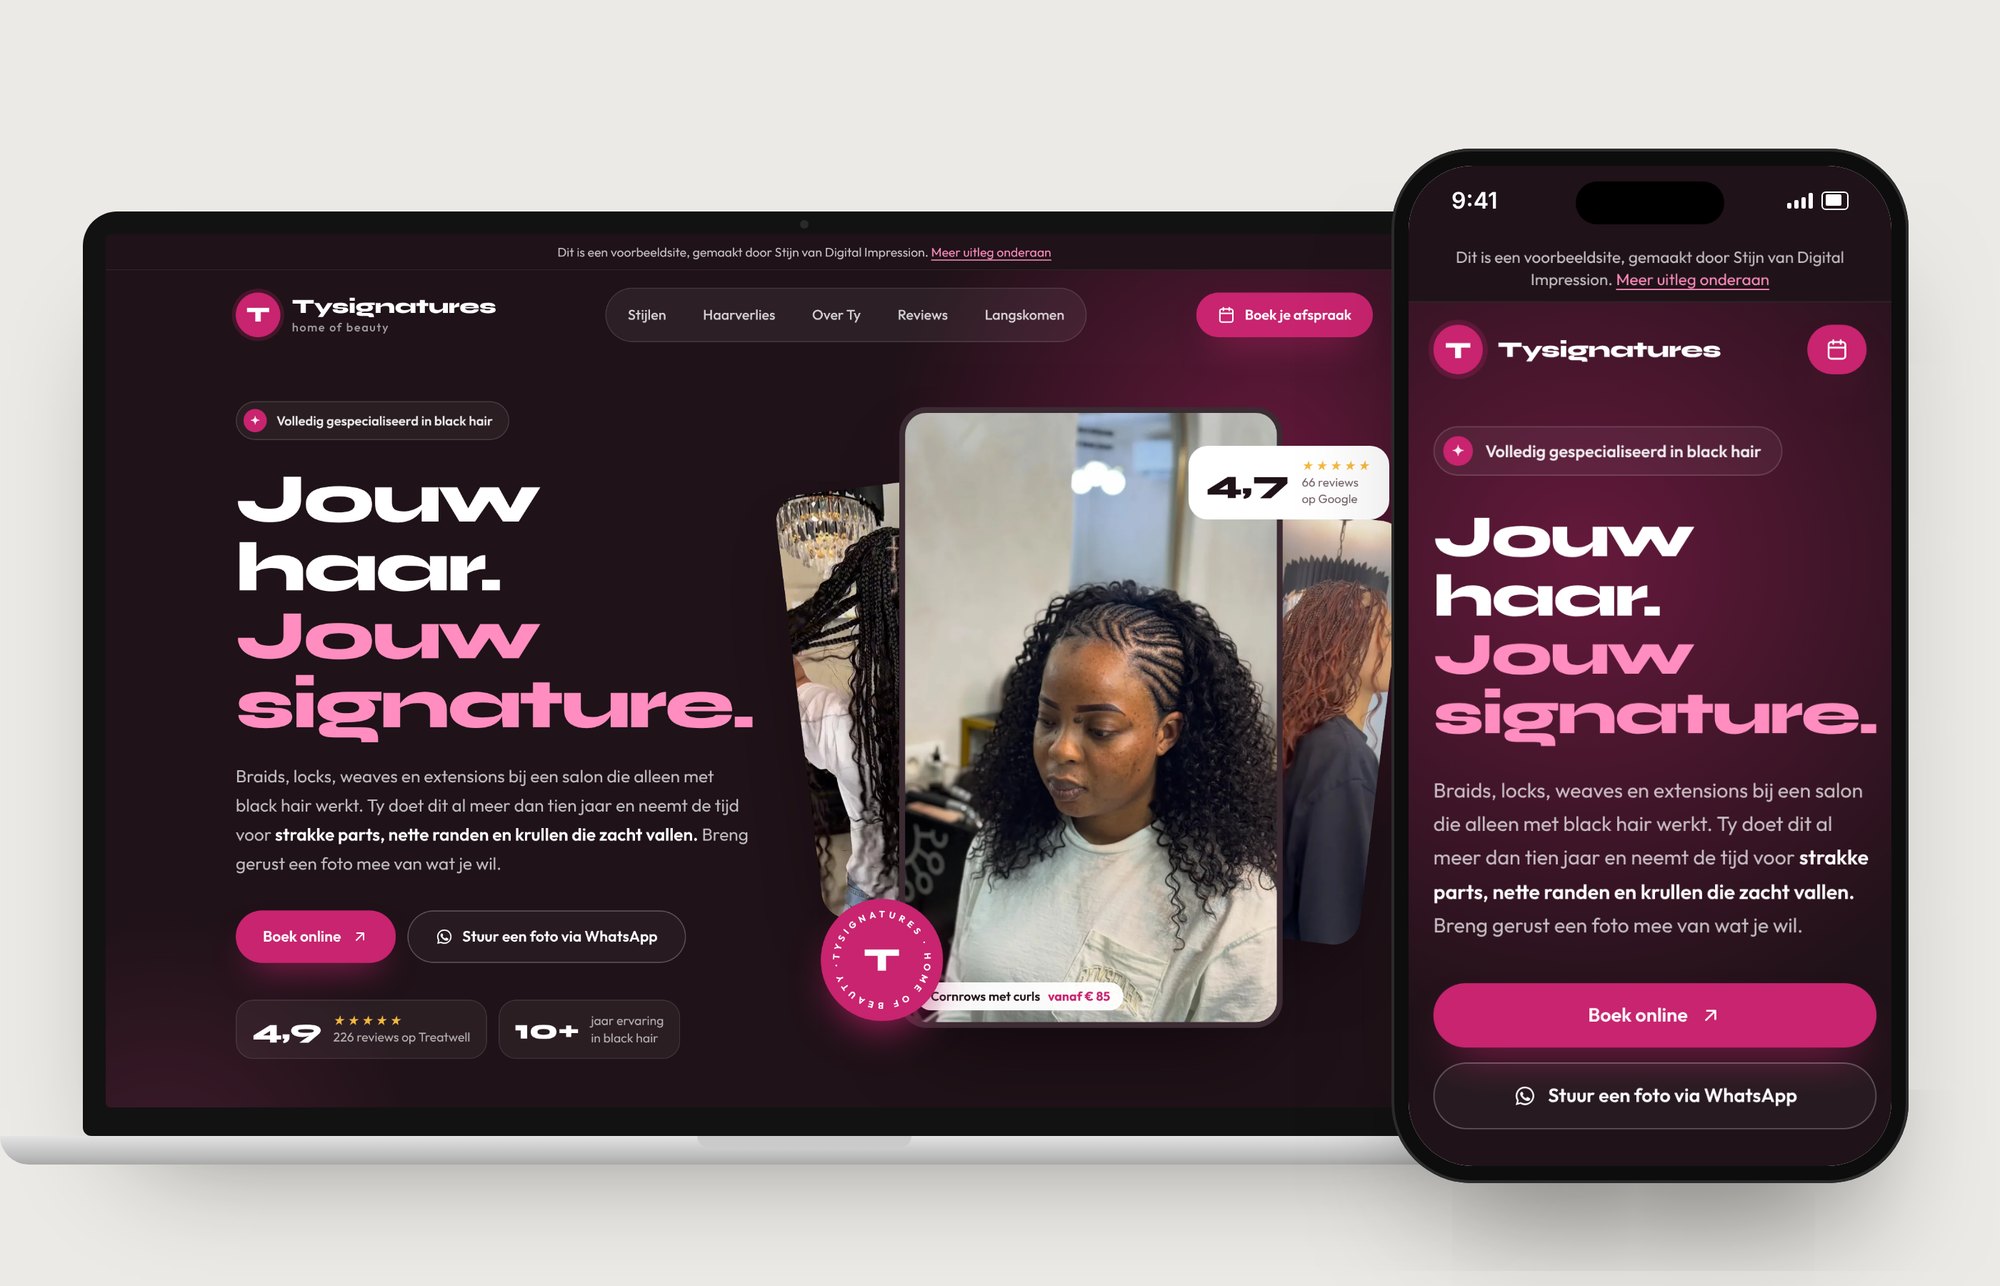 Dit is een voorbeeldsite, gemaakt door Stijn van Digital Impression. Meer uitleg onderaan
T
Tysignatures
home of beauty
Stijlen
Haarverlies
Over Ty
Reviews
Langskomen
Boek je afspraak
Volledig gespecialiseerd in black hair
Jouw
haar.
Jouw
signature.
Braids, locks, weaves en extensions bij een salon die alleen met
black hair werkt. Ty doet dit al meer dan tien jaar en neemt de tijd
voor strakke parts, nette randen en krullen die zacht vallen. Breng
gerust een foto mee van wat je wil.
Boek online
Stuur een foto via WhatsApp
4,9
226 reviews op Treatwell
10+
jaar ervaring
in black hair
4,7
66 reviews
op Google
TYSIGNATURES · HOME OF BEAUTY ·
T
Cornrows met curls vanaf € 85
9:41
Dit is een voorbeeldsite, gemaakt door Stijn van Digital
Impression. Meer uitleg onderaan
T
Tysignatures
Volledig gespecialiseerd in black hair
Jouw
haar.
Jouw
signature.
Braids, locks, weaves en extensions bij een salon
die alleen met black hair werkt. Ty doet dit al
meer dan tien jaar en neemt de tijd voor strakke
parts, nette randen en krullen die zacht vallen.
Breng gerust een foto mee van wat je wil.
Boek online
Stuur een foto via WhatsApp